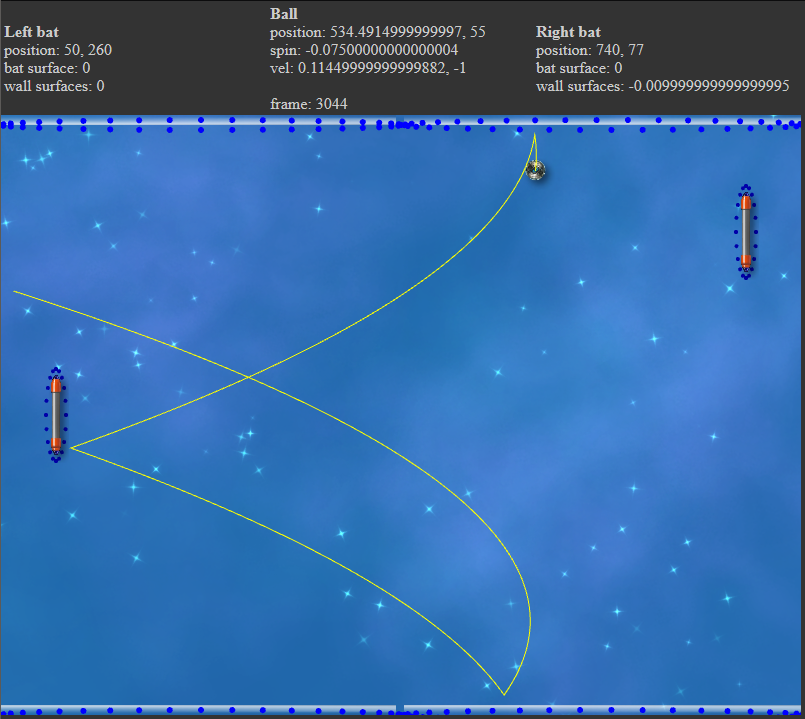 Left bat
position: 50, 260
bat surface: 0
wall surfaces: 0
Ball
position: 534.4914999999997, 55
spin: -0.07500000000000004
vel: 0.11449999999999882, -1
frame: 3044
Right bat
position: 740, 77
bat surface: 0
wall surfaces: -0.009999999999999995